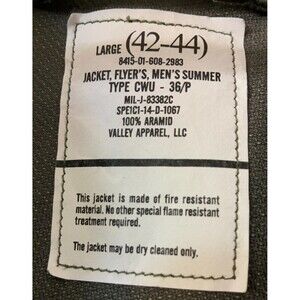 LARGE (42-44)
8415-01-608-2983
JACKET, FLYER'S, MEN'S SUMMER
TYPE CWU - 36/P
MIL-J-83382C
SPE1C1-14-D-1067
100% ARAMID
VALLEY APPAREL, LLC
This jacket is made of fire resistant
material. No other special flame resistant
treatment required.
The jacket may be dry cleaned only.